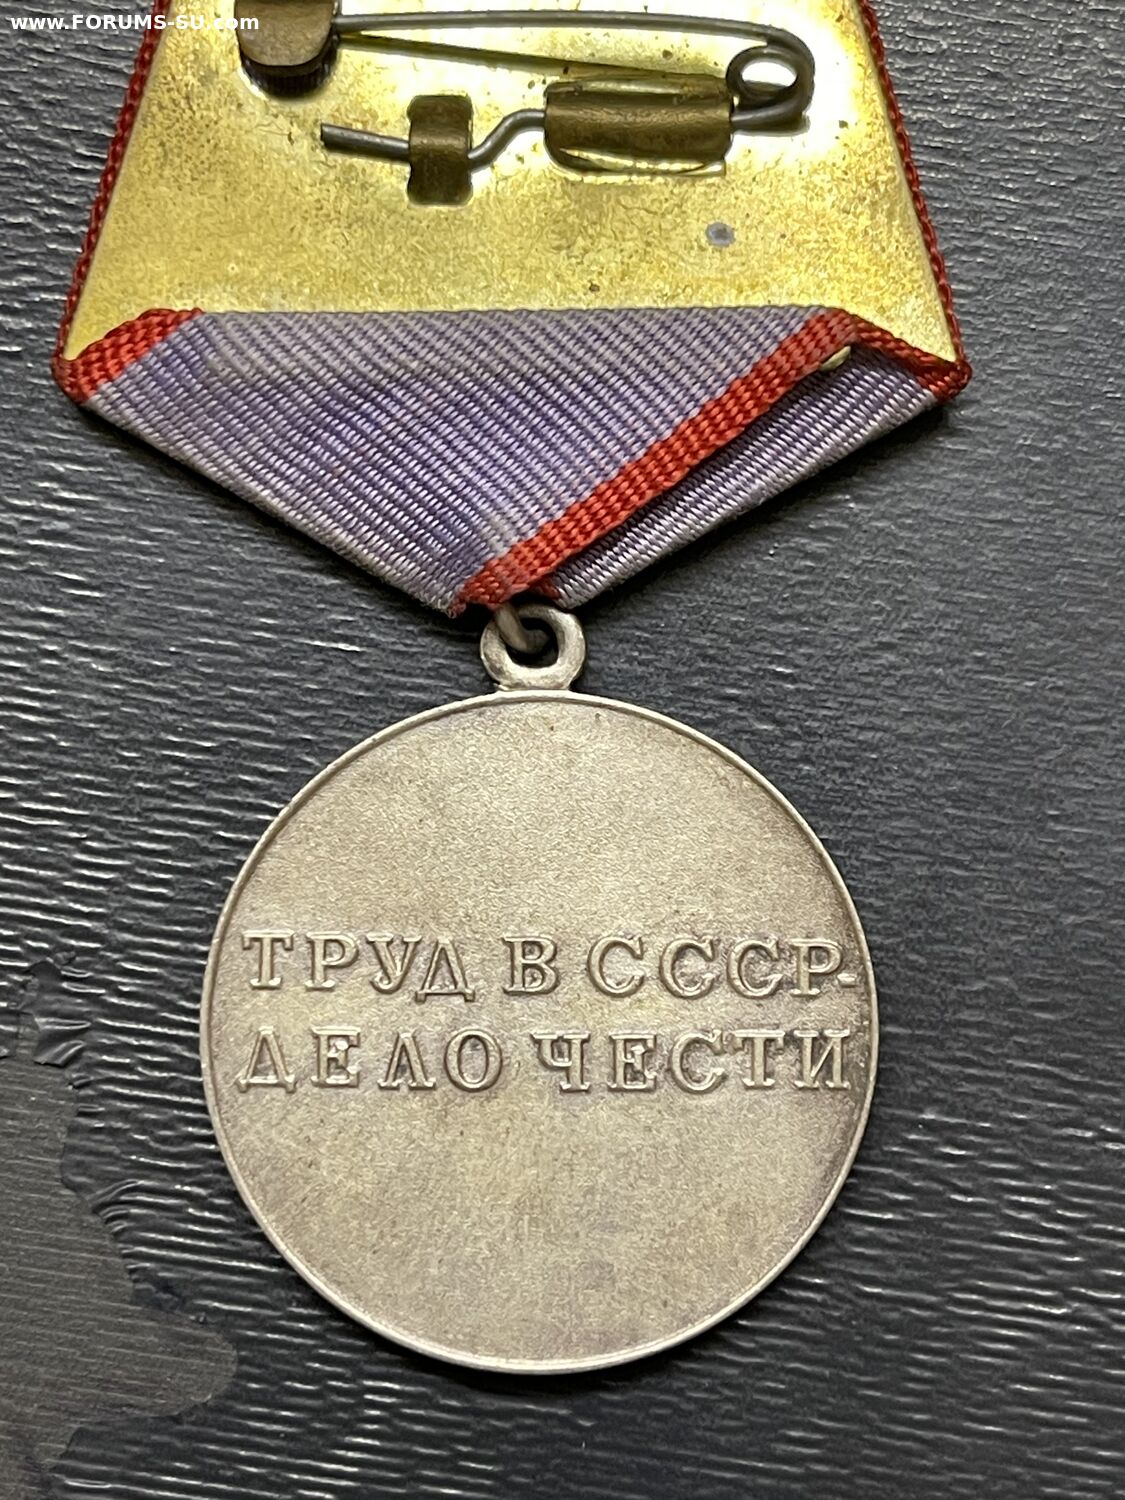 www.FORUMS-SU.com
ТРУД В СССР-
ДЕЛО ЧЕСТИ